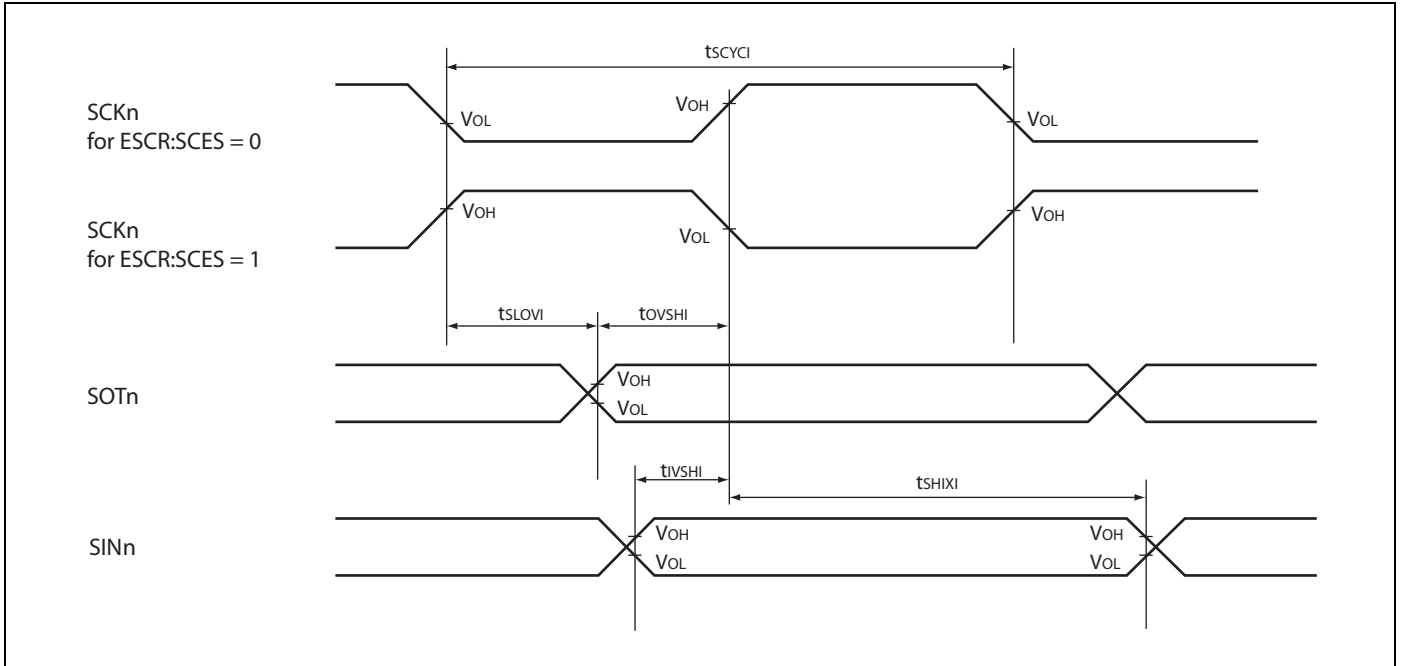 tSCYCI
SCKn
for ESCR:SCES = 0
VOL
VOH
VOL
SCKn
for ESCR:SCES = 1
VOH
VOL
VOH
tSLOVI
tOVSHI
SOTn
VOH
VOL
tIVSHI
tSHIXI
SINn
VOH
VOL
VOH
VOL